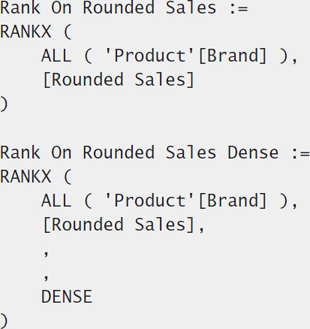 Rank On Rounded Sales :=
RANKX (
    ALL ( 'Product'[Brand] ),
    [Rounded Sales]
)

Rank On Rounded Sales Dense :=
RANKX (
    ALL ( 'Product'[Brand] ),
    [Rounded Sales],
    ,
    ,
    DENSE
)